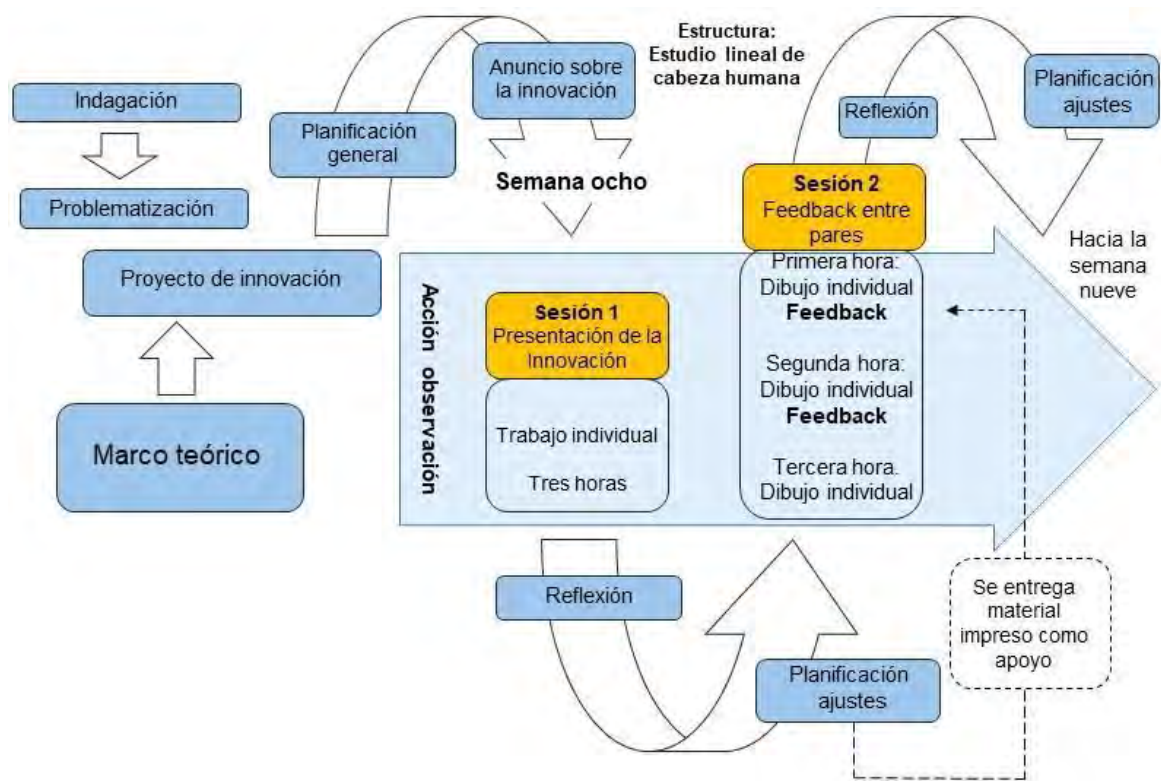 Indagación
Problematización
Proyecto de innovación
Marco teórico
Planificación
general
Anuncio sobre
la innovación
Semana ocho
Estructura:
Estudio lineal de
cabeza humana
Acción observación
Sesión 1
Presentación de la
Innovación
Trabajo individual
Tres horas
Reflexión
Planificación
ajustes
Sesión 2
Feedback entre
pares
Primera hora:
Dibujo individual
Feedback
Segunda hora:
Dibujo individual
Feedback
Tercera hora.
Dibujo individual
Reflexión
Planificación
ajustes
Hacia la
semana
nueve
Se entrega
material
impreso como
apoyo